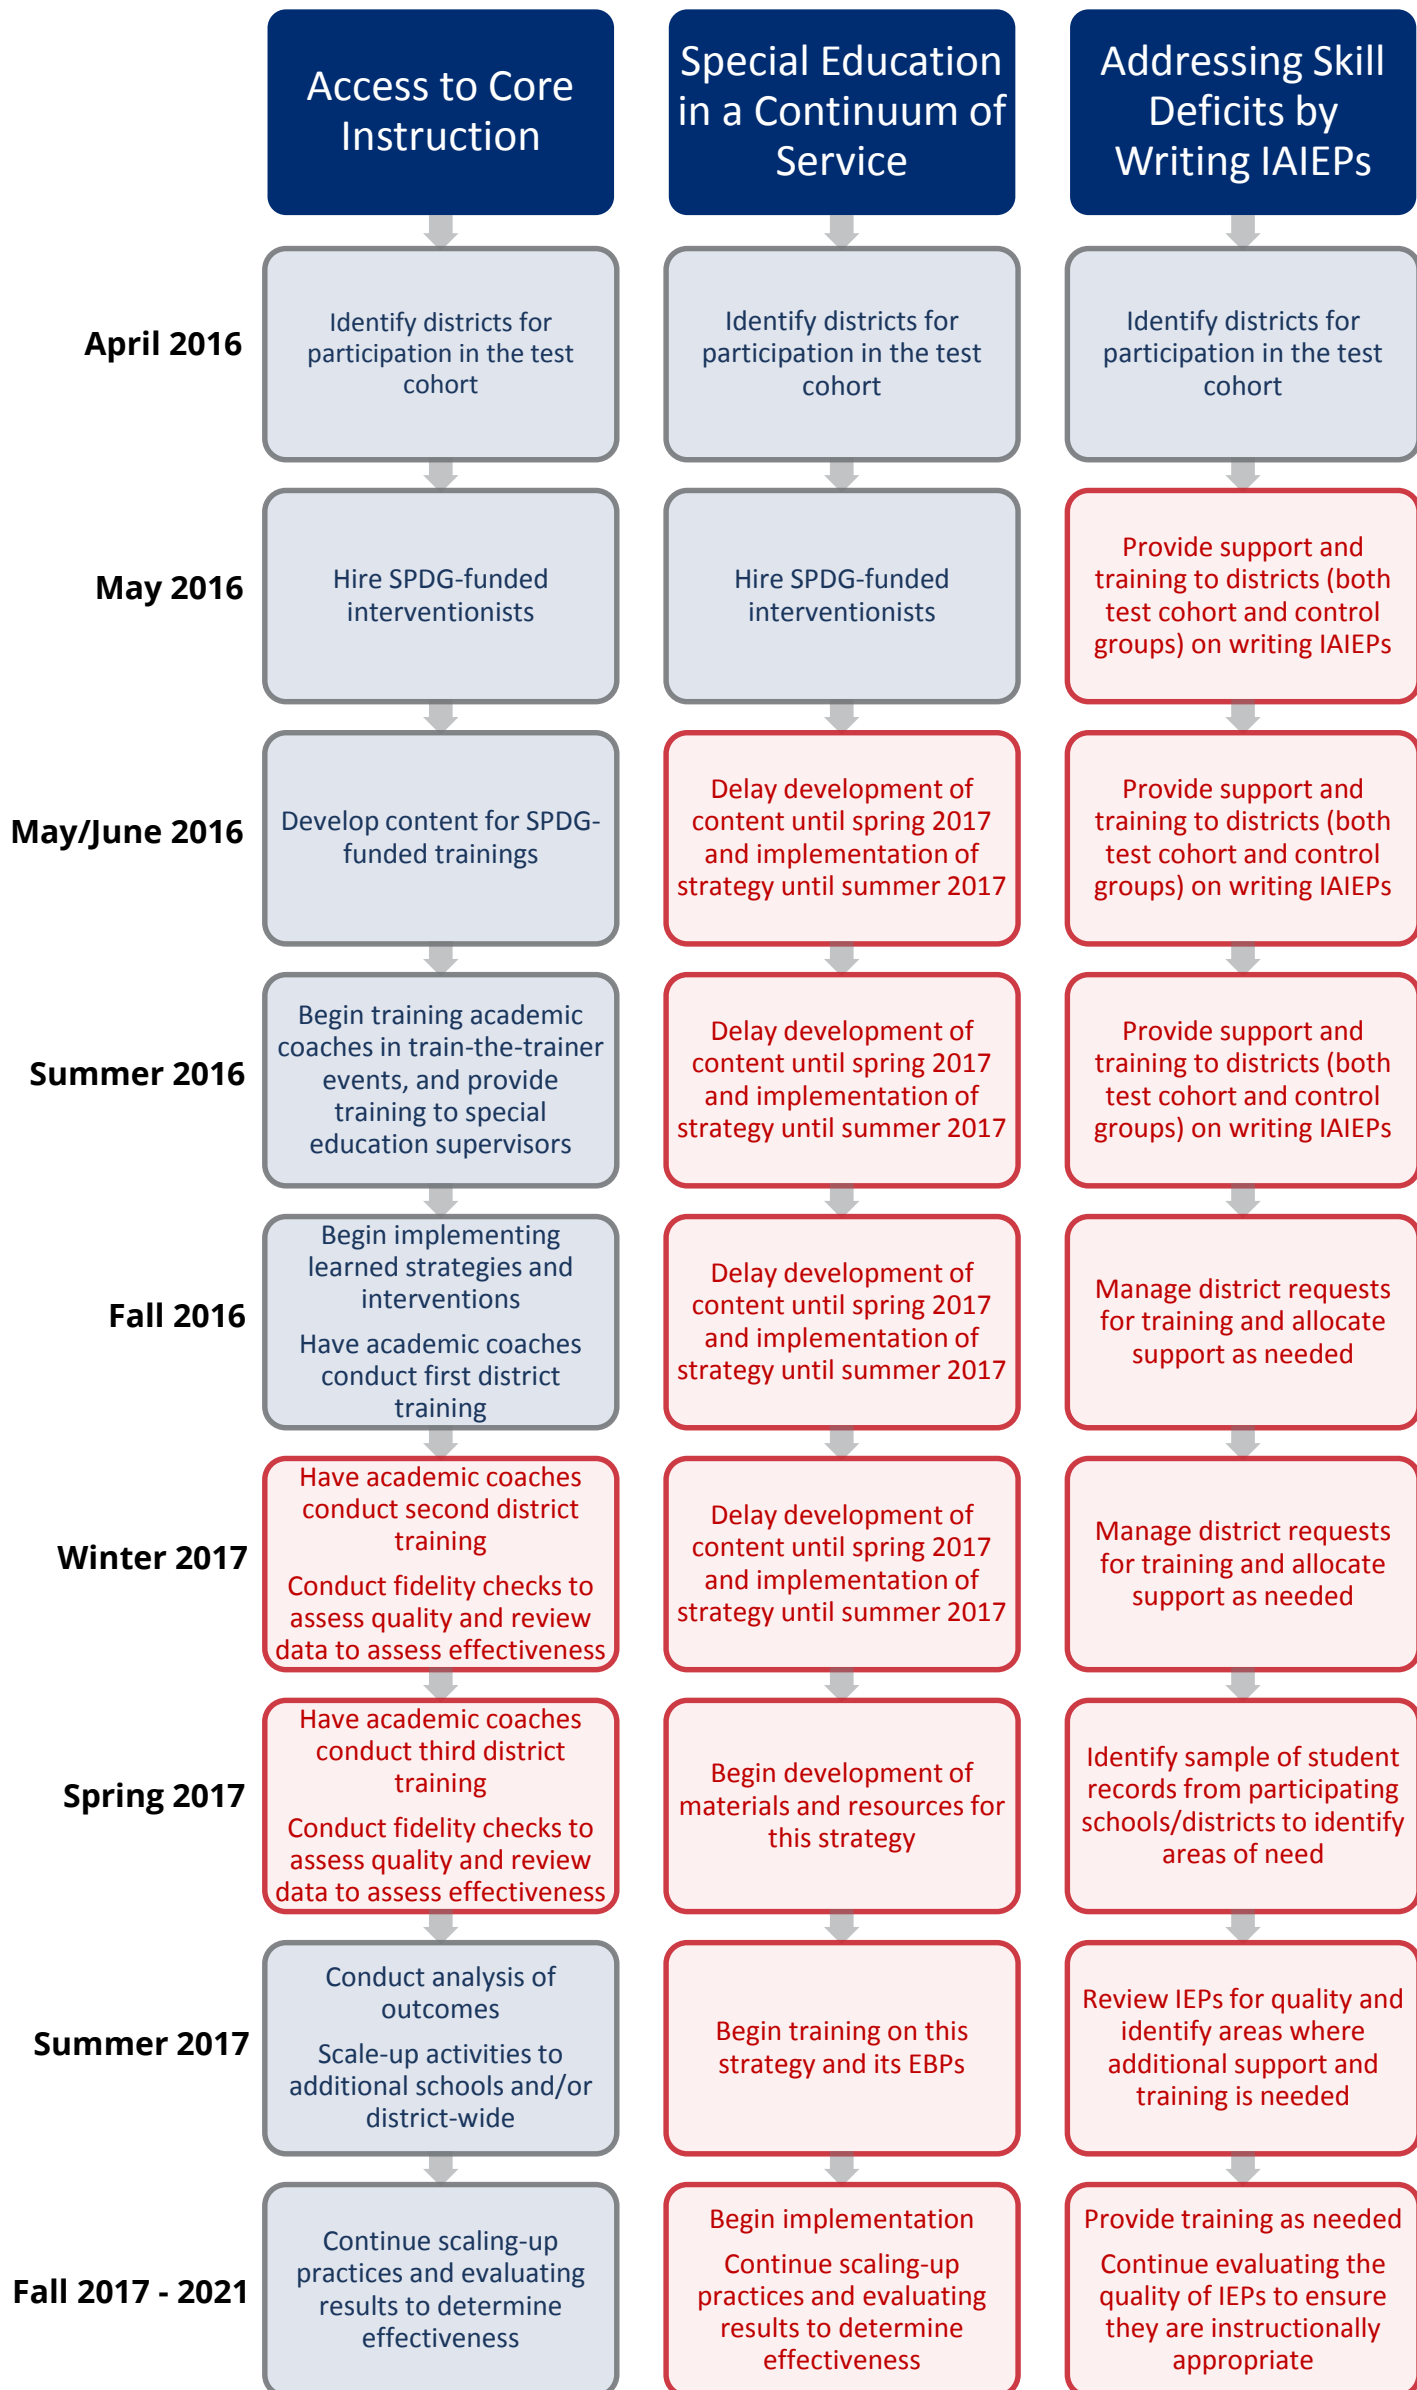 Access to Core
Instruction
Special Education
in a Continuum of
Service
Addressing Skill
Deficits by
Writing IAIEPs
April 2016
Identify districts for
participation in the test
cohort
Identify districts for
participation in the test
cohort
Identify districts for
participation in the test
cohort
May 2016
Hire SPDG-funded
interventionists
Hire SPDG-funded
interventionists
Provide support and
training to districts (both
test cohort and control
groups) on writing IAIEPs
May/June 2016
Develop content for SPDG-
funded trainings
Delay development of
content until spring 2017
and implementation of
strategy until summer 2017
Provide support and
training to districts (both
test cohort and control
groups) on writing IAIEPs
Summer 2016
Begin training academic
coaches in train-the-trainer
events, and provide
training to special
education supervisors
Delay development of
content until spring 2017
and implementation of
strategy until summer 2017
Provide support and
training to districts (both
test cohort and control
groups) on writing IAIEPs
Fall 2016
Begin implementing
learned strategies and
interventions
Have academic coaches
conduct first district
training
Delay development of
content until spring 2017
and implementation of
strategy until summer 2017
Manage district requests
for training and allocate
support as needed
Winter 2017
Have academic coaches
conduct second district
training
Conduct fidelity checks to
assess quality and review
data to assess effectiveness
Delay development of
content until spring 2017
and implementation of
strategy until summer 2017
Manage district requests
for training and allocate
support as needed
Spring 2017
Have academic coaches
conduct third district
training
Conduct fidelity checks to
assess quality and review
data to assess effectiveness
Begin development of
materials and resources for
this strategy
Identify sample of student
records from participating
schools/districts to identify
areas of need
Summer 2017
Conduct analysis of
outcomes
Scale-up activities to
additional schools and/or
district-wide
Begin training on this
strategy and its EBPs
Review IEPs for quality and
identify areas where
additional support and
training is needed
Fall 2017 - 2021
Continue scaling-up
practices and evaluating
results to determine
effectiveness
Begin implementation
Continue scaling-up
practices and evaluating
results to determine
effectiveness
Provide training as needed
Continue evaluating the
quality of IEPs to ensure
they are instructionally
appropriate